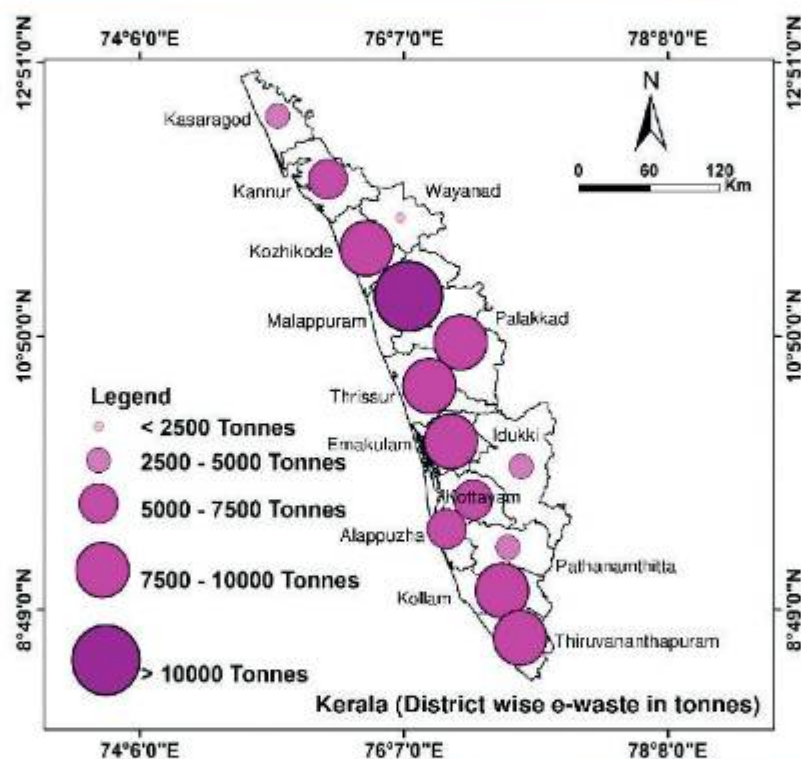 74°6'0"E 76°7'0"E 78°8'0"E
12°51'0"N 12°51'0"N
N
Kasaragod
0 60 120
Km
Kannur
Wayanad
Kozhikode
Malappuram
Palakkad
10°50'0"N 10°50'0"N
Thrissur
Legend
< 2500 Tonnes
Ernakulam
Idukki
2500 - 5000 Tonnes
Kottayam
5000 - 7500 Tonnes
Alappuzha
Pathanamthitta
7500 - 10000 Tonnes
Kollam
8°49'0"N 8°49'0"N
Thiruvananthapuram
> 10000 Tonnes
Kerala (District wise e-waste in tonnes)
74°6'0"E 76°7'0"E 78°8'0"E